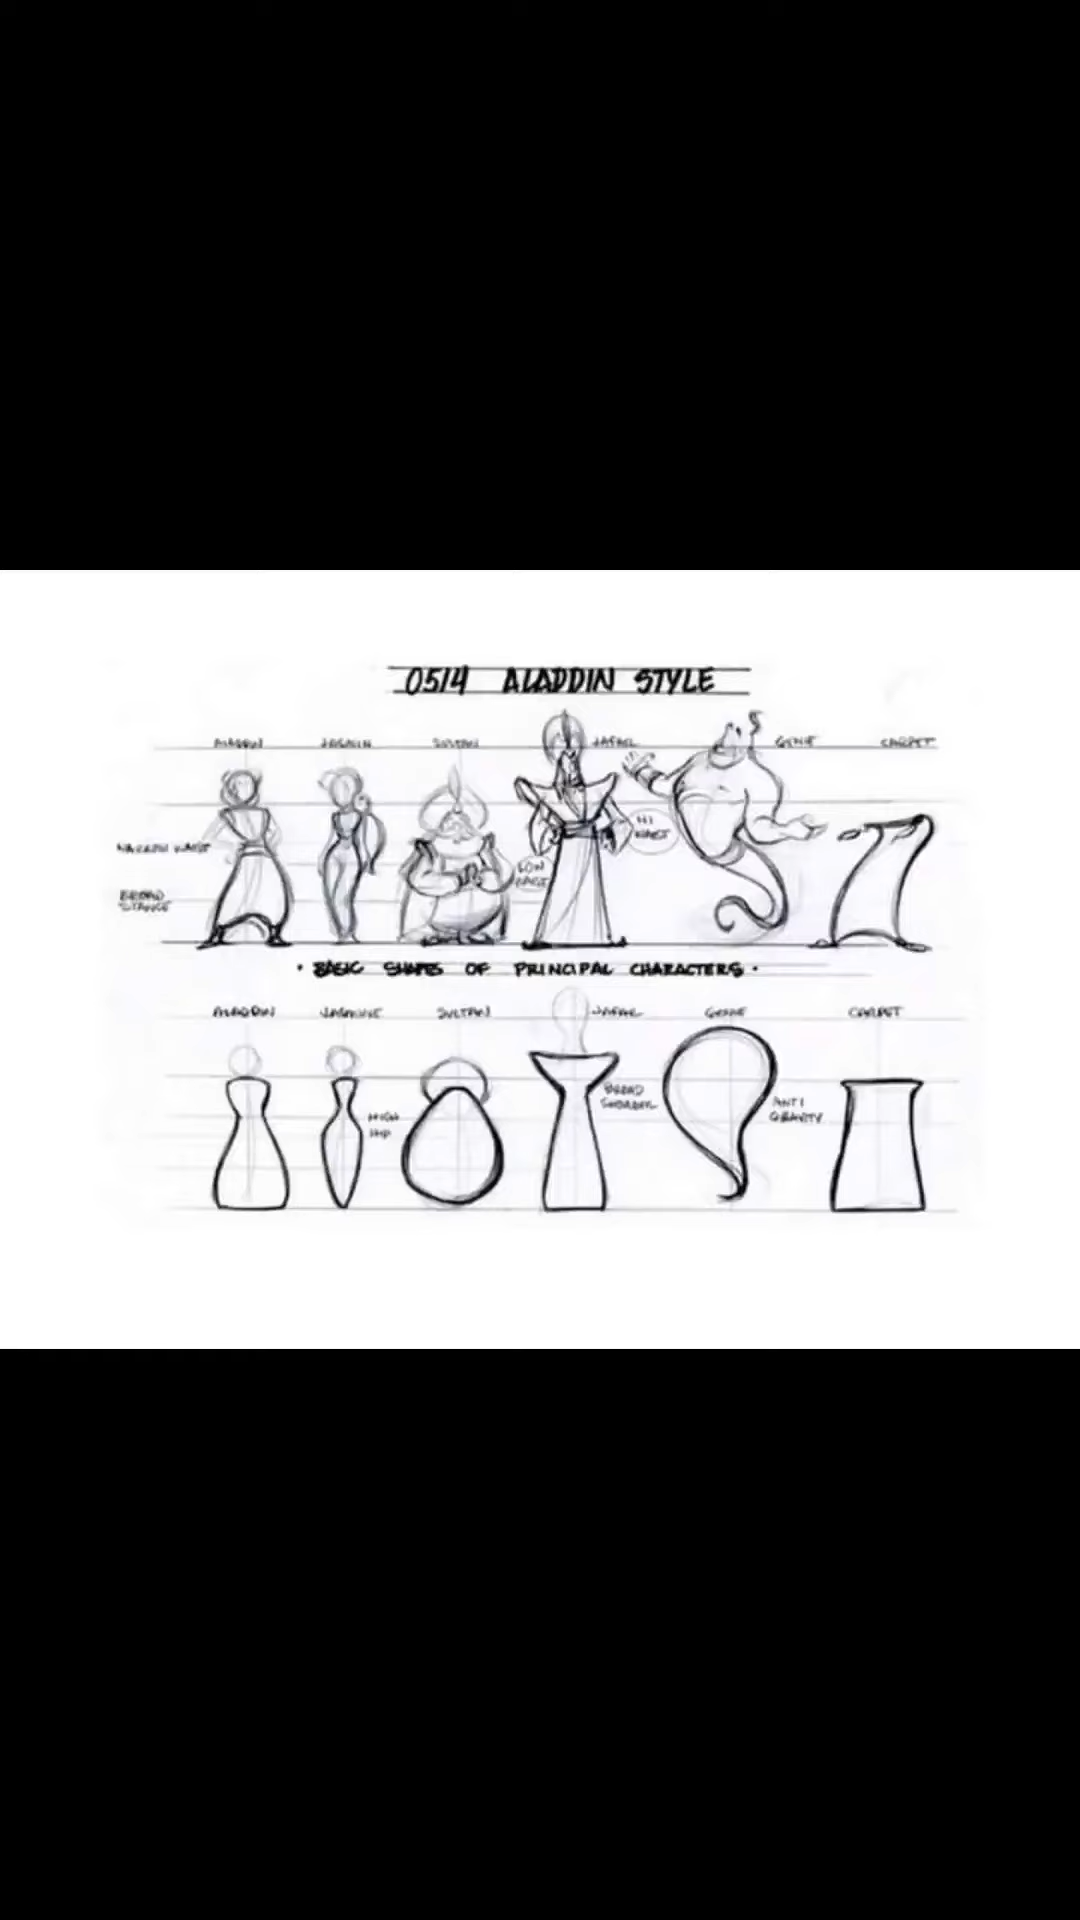 0514 ALADDIN STYLE
ALADDIN JASMIN SULTAN JAFAR GENIE CARPET
NARROW WAIST
HI
WAIST
LOW
WAIST
BROAD
STANCE
• BASIC SHAPES OF PRINCIPAL CHARACTERS •
ALADDIN JASMINE SULTAN JAFAR GENIE CARPET
HIGH
HIP
BROAD
SHOULDER
ANTI
GRAVITY